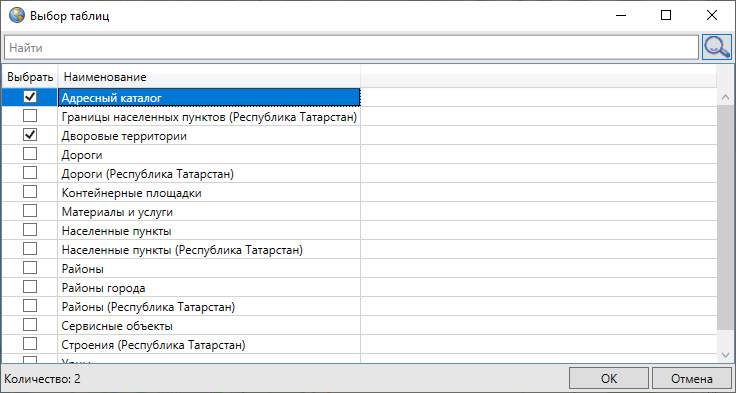 Выбор таблиц
Найти
Выбрать Наименование
Адресный каталог
Границы населенных пунктов (Республика Татарстан)
Дворовые территории
Дороги
Дороги (Республика Татарстан)
Контейнерные площадки
Материалы и услуги
Населенные пункты
Населенные пункты (Республика Татарстан)
Районы
Районы города
Районы (Республика Татарстан)
Сервисные объекты
Строения (Республика Татарстан)
Количество: 2 ОК Отмена